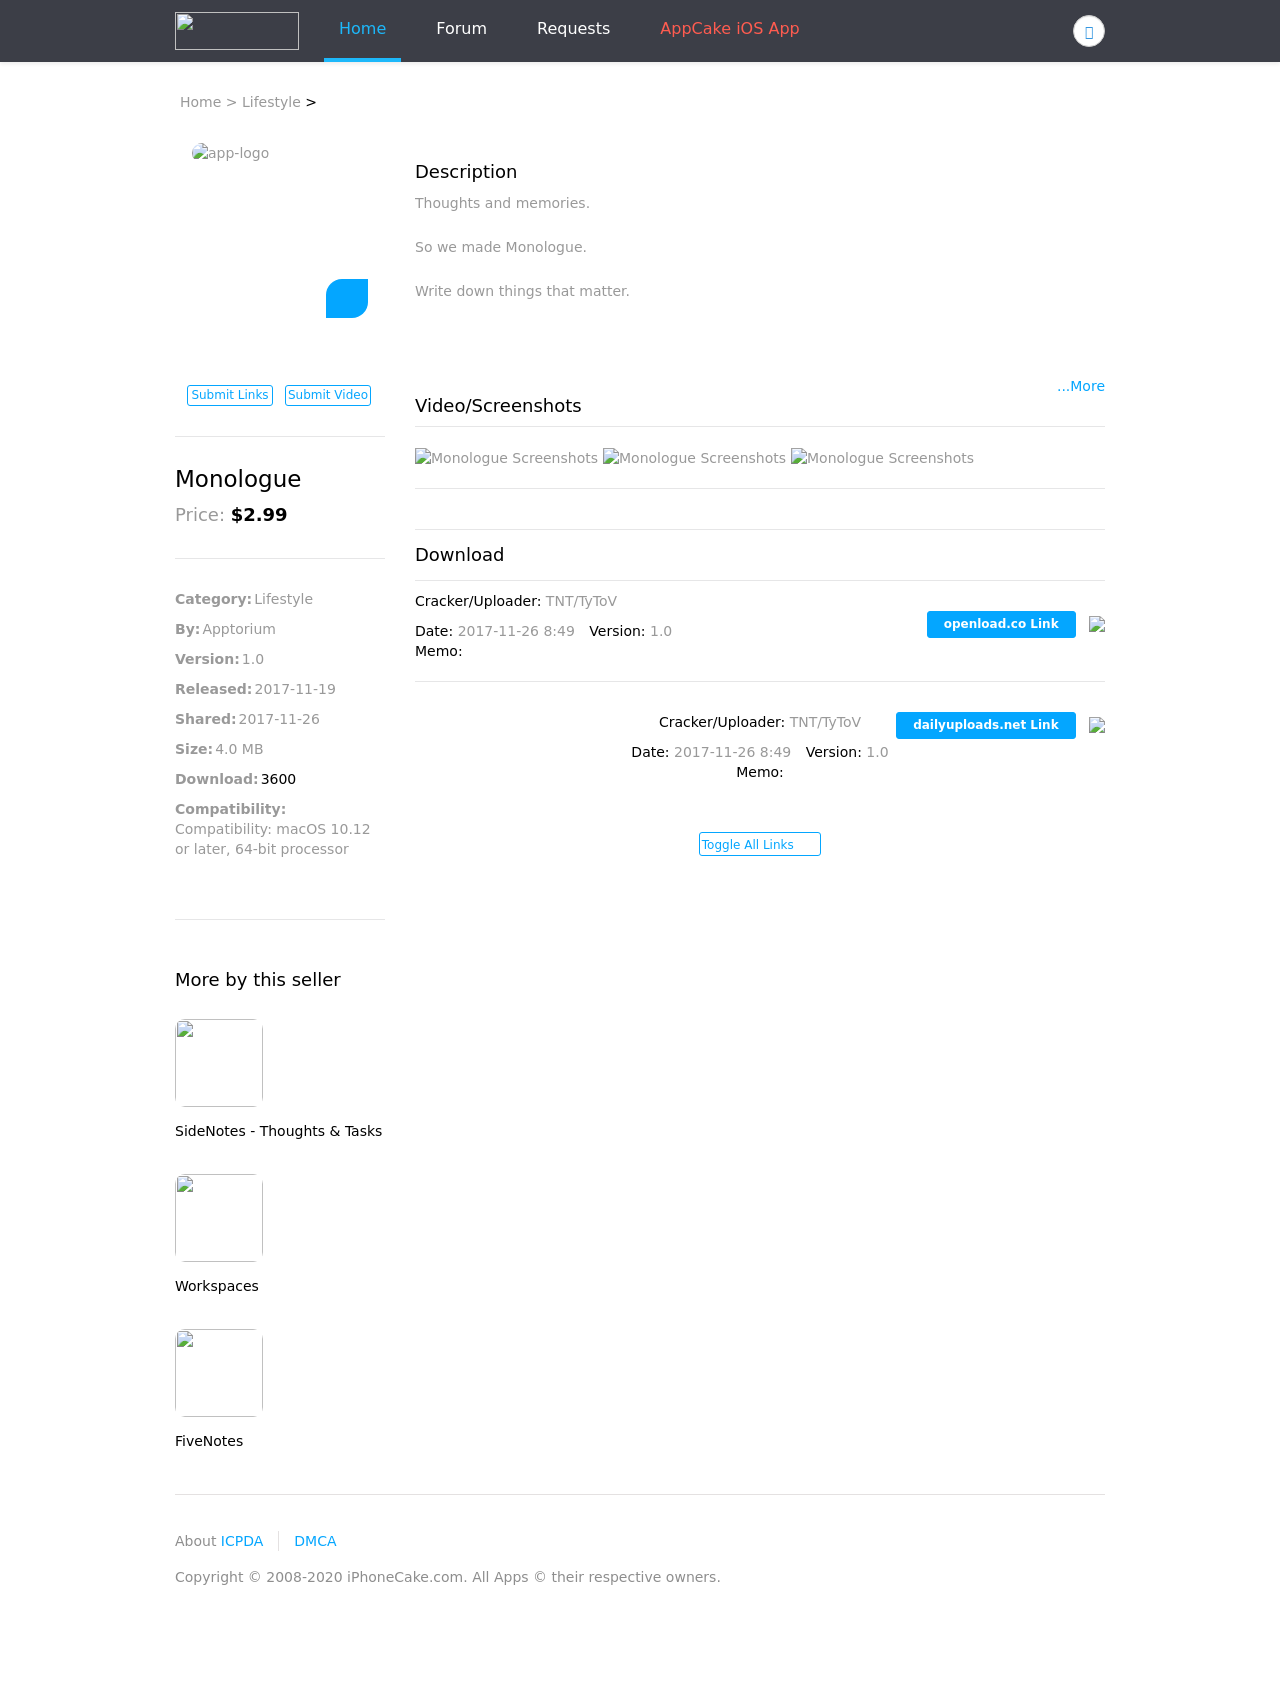 Home Forum Requests AppCake iOS App
Home > Lifestyle >
app-logo
Submit Links Submit Video
Monologue
Price: $2.99
Category: Lifestyle
By: Apptorium
Version: 1.0
Released: 2017-11-19
Shared: 2017-11-26
Size: 4.0 MB
Download: 3600
Compatibility:
Compatibility: macOS 10.12
or later, 64-bit processor
More by this seller
SideNotes - Thoughts & Tasks
Workspaces
FiveNotes
Description
Thoughts and memories.
So we made Monologue.
Write down things that matter.
...More
Video/Screenshots
Monologue Screenshots Monologue Screenshots Monologue Screenshots
Download
Cracker/Uploader: TNT/TyToV
Date: 2017-11-26 8:49 Version: 1.0
Memo:
openload.co Link
Cracker/Uploader: TNT/TyToV
Date: 2017-11-26 8:49 Version: 1.0
Memo:
dailyuploads.net Link
Toggle All Links
About ICPDA DMCA
Copyright © 2008-2020 iPhoneCake.com. All Apps © their respective owners.